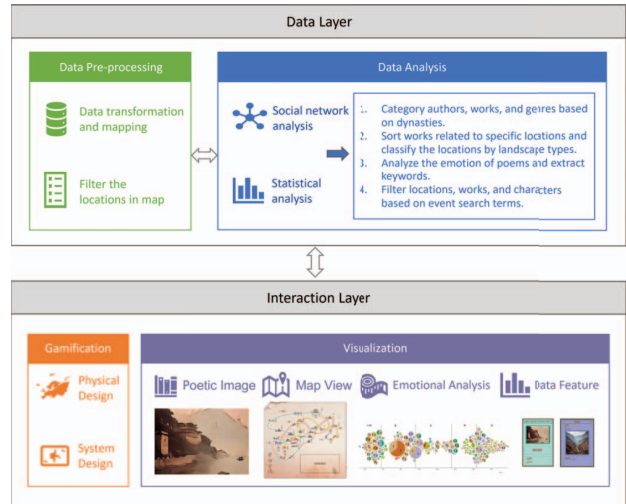 Data Layer
Data Pre-processing
Data transformation
and mapping
Filter the
locations in map
Data Analysis
Social network
analysis
Statistical
analysis
1. Category authors, works, and genres based
on dynasties.
2. Sort works related to specific locations and
classify the locations by landscape types.
3. Analyze the emotion of poems and extract
keywords.
4. Filter locations, works, and characters
based on event search terms.
Interaction Layer
Gamification
Physical
Design
System
Design
Visualization
Poetic Image
Map View
Emotional Analysis
Data Feature